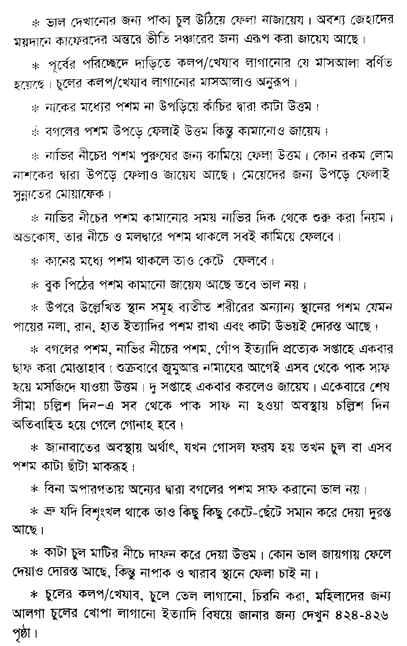 * ভাল দেখানোর জন্য পাকা চুল উঠিয়ে ফেলা নাজায়েয। অবশ্য জেহাদের
ময়দানে কাফেরদের অন্তরে ভীতি সঞ্চারের জন্য এরূপ করা জায়েয আছে।
* পূর্বের পরিচ্ছেদে দাড়িতে কলপ/খেযাব লাগানোর যে মাসআলা বর্ণিত
হয়েছে। চুলের কলপ/খেযাব লাগানোর মাসআলাও অনুরূপ।
* নাকের মধ্যের পশম না উপড়িয়ে কাঁচির দ্বারা কাটা উত্তম।
* বগলের পশম উপড়ে ফেলাই উত্তম কিন্তু কামানোও জায়েয।
* নাভির নীচের পশম পুরুষের জন্য কামিয়ে ফেলা উত্তম। কোন রকম লোম
নাশকের দ্বারা উপড়ে ফেলাও জায়েয আছে। মেয়েদের জন্য উপড়ে ফেলাই
সুন্নাতের মোয়াফেক।
* নাভির নীচের পশম কামানোর সময় নাভির দিক থেকে শুরু করা নিয়ম।
অন্ডকোষ, তার নীচে ও মলদ্বারে পশম থাকলে সবই কামিয়ে ফেলবে।
* কানের মধ্যে পশম থাকলে তাও কেটে ফেলবে।
* বুক পিঠের পশম কামানো জায়েয আছে তবে ভাল নয়।
* উপরে উল্লেখিত স্থান সমূহ ব্যতীত শরীরের অন্যান্য স্থানের পশম যেমন
পায়ের নলা, রান, হাত ইত্যাদির পশম রাখা এবং কাটা উভয়ই দোরস্ত আছে।
* বগলের পশম, নাভির নীচের পশম, গোঁপ ইত্যাদি প্রত্যেক সপ্তাহে একবার
ছাফ করা মোস্তাহাব। শুক্রবারে জুমুআর নামাযের আগেই এসব থেকে পাক সাফ
হয়ে মসজিদে যাওয়া উত্তম। দু সপ্তাহে একবার করলেও জায়েয। একেবারে শেষ
সীমা চল্লিশ দিন-এ সব থেকে পাক সাফ না হওয়া অবস্থায় চল্লিশ দিন
অতিবাহিত হয়ে গেলে গোনাহ হবে।
* জানাবাতের অবস্থায় অর্থাৎ, যখন গোসল ফরয হয় তখন চুল বা এসব
পশম কাটা ছাঁটা মাকরূহ।
* বিনা অপারগতায় অন্যের দ্বারা বগলের পশম সাফ করানো ভাল নয়।
* ভ্রু যদি বিশৃংখল থাকে তাও কিছু কিছু কেটে-ছেঁটে সমান করে দেয়া দুরস্ত
আছে।
* কাটা চুল মাটির নীচে দাফন করে দেয়া উত্তম। কোন ভাল জায়গায় ফেলে
দেয়াও দোরস্ত আছে, কিন্তু নাপাক ও খারাব স্থানে ফেলা চাই না।
* চুলের কলপ/খেযাব, চুলে তেল লাগানো, চিরনি করা, মহিলাদের জন্য
আলগা চুলের খোপা লাগানো ইত্যাদি বিষয়ে জানার জন্য দেখুন ৪২৪-৪২৬
পৃষ্ঠা।